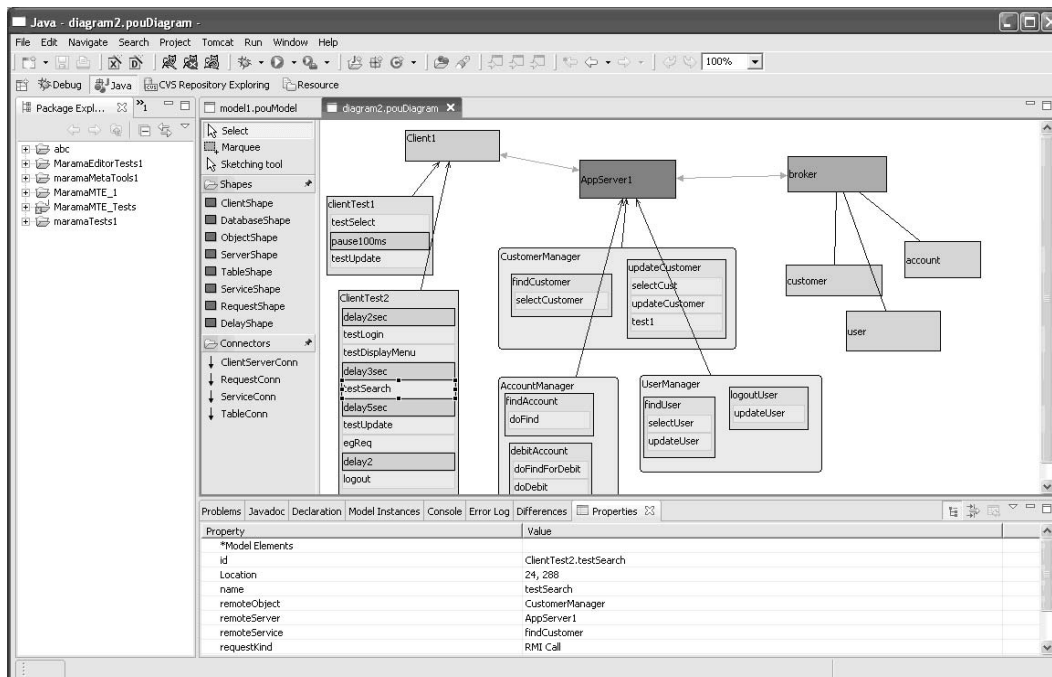 Java - diagram2.pouDiagram -
File Edit Navigate Search Project Tomcat Run Window Help
100%
Debug Java CVS Repository Exploring Resource
Package Expl... »1
abc
MaramaEditorTests1
maramaMetaTools1
MaramaMTE_1
MaramaMTE_Tests
maramaTests1
model1.pouModel diagram2.pouDiagram
Select
Marquee
Sketching tool
Shapes
ClientShape
DatabaseShape
ObjectShape
ServerShape
TableShape
ServiceShape
RequestShape
DelayShape
Connectors
ClientServerConn
RequestConn
ServiceConn
TableConn
Client1
AppServer1
broker
clientTest1
testSelect
pause100ms
testUpdate
ClientTest2
delay2sec
testLogin
testDisplayMenu
delay3sec
testSearch
delay5sec
testUpdate
egReq
delay2
logout
CustomerManager
findCustomer
selectCustomer
updateCustomer
selectCust
updateCustomer
test1
AccountManager
findAccount
doFind
debitAccount
doFindForDebit
doDebit
UserManager
findUser
selectUser
updateUser
logoutUser
updateUser
account
customer
user
Problems Javadoc Declaration Model Instances Console Error Log Differences Properties
Property Value
*Model Elements
id ClientTest2.testSearch
Location 24, 288
name testSearch
remoteObject CustomerManager
remoteServer AppServer1
remoteService findCustomer
requestKind RMI Call